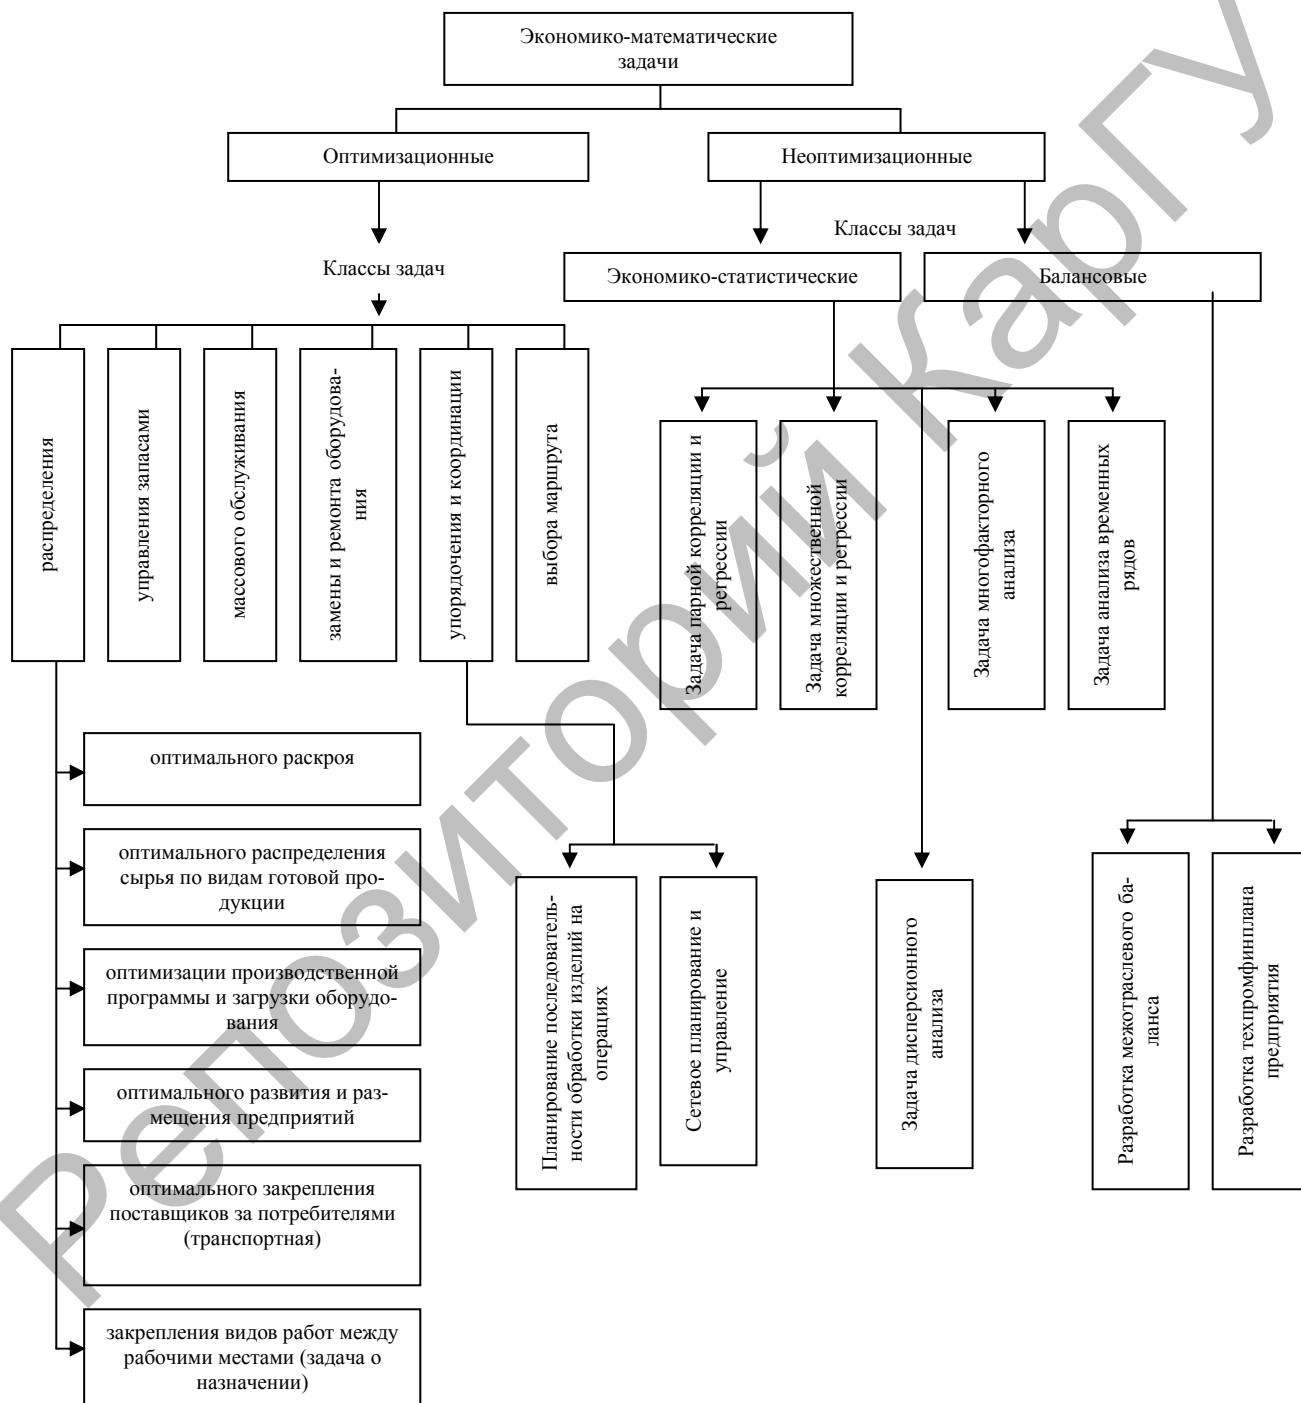 Экономико-математические
задачи
Оптимизационные
Неоптимизационные
Классы задач
Классы задач
Экономико-статистические
Балансовые
распределения
управления запасами
массового обслуживания
замены и ремонта оборудова-
ния
упорядочения и координации
выбора маршрута
Задача парной корреляции и
регрессии
Задача множественной
корреляции и регрессии
Задача многофакторного
анализа
Задача анализа временных
рядов
оптимального раскроя
оптимального распределения
сырья по видам готовой про-
дукции
оптимизации производственной
программы и загрузки оборудо-
вания
оптимального развития и раз-
мещения предприятий
оптимального закрепления
поставщиков за потребителями
(транспортная)
закрепления видов работ между
рабочими местами (задача о
назначении)
Планирование последователь-
ности обработки изделий на
операциях
Сетевое планирование и
управление
Задача дисперсионного
анализа
Разработка межотраслевого ба-
ланса
Разработка техпромфинплана
предприятия
Репозиторий КарГУ